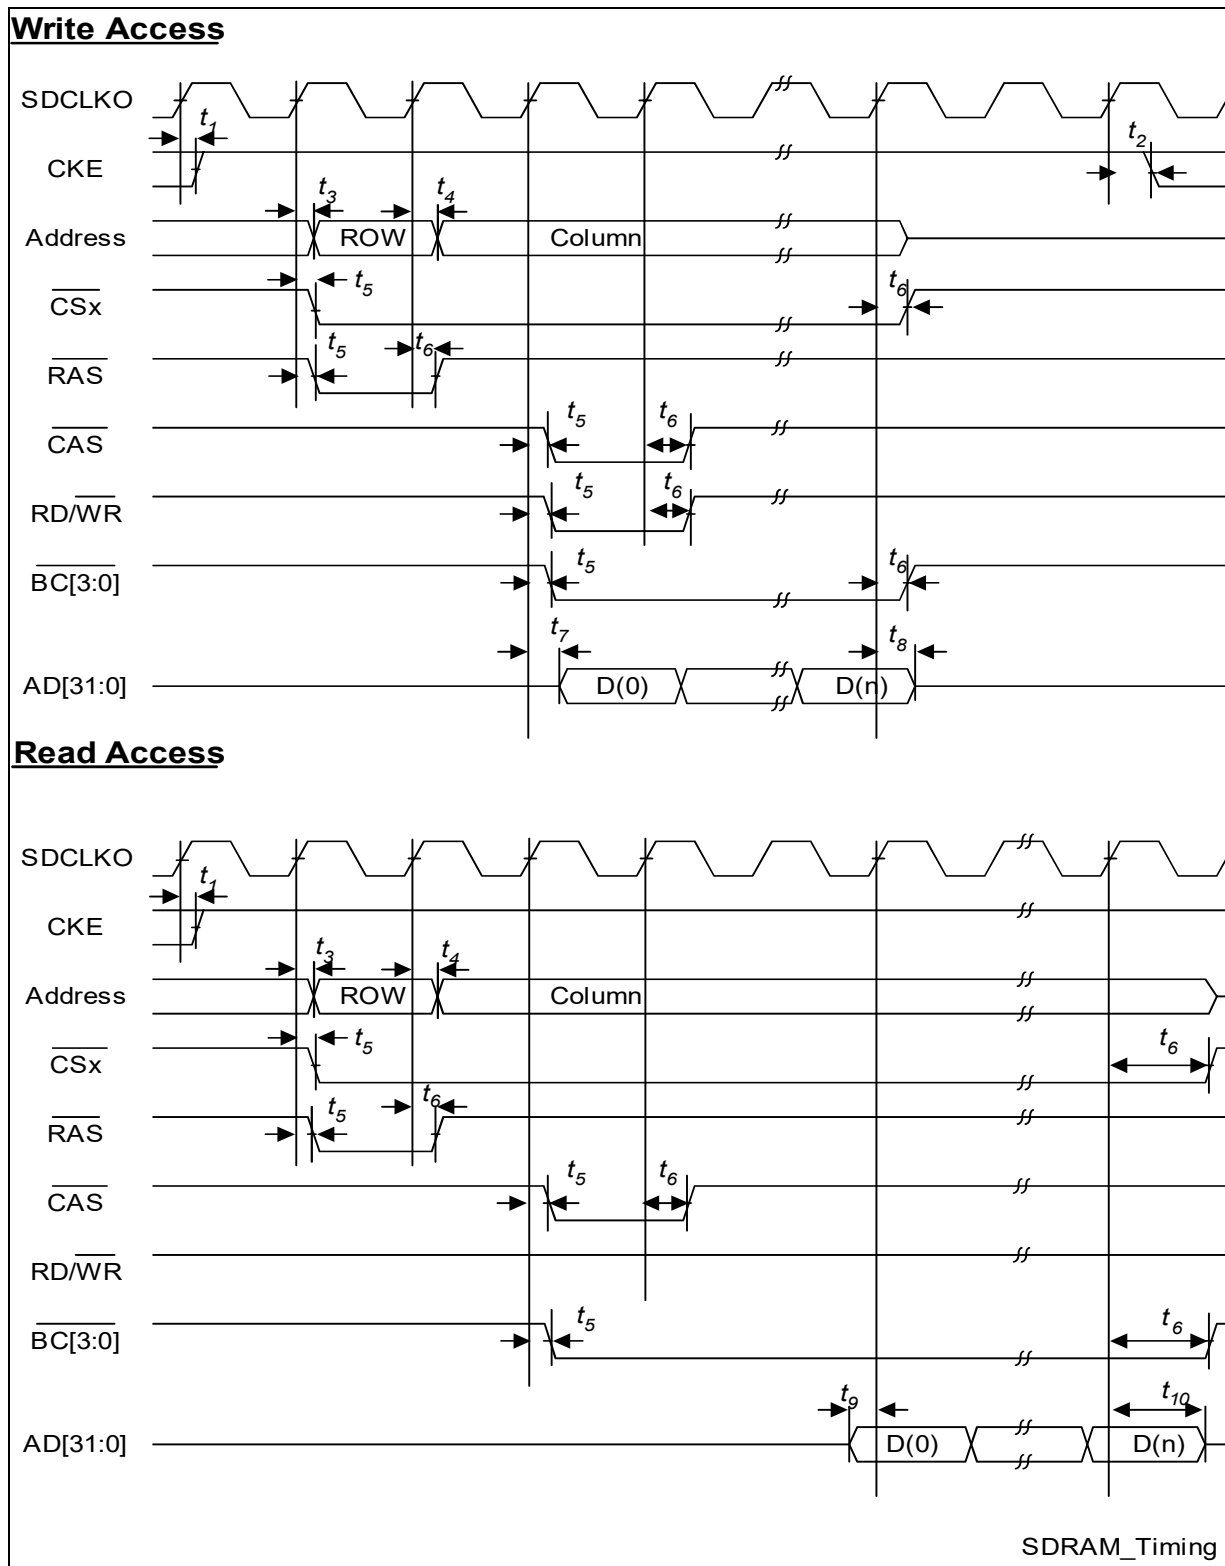 Write Access
SDCLKO
t1
t2
CKE
t3 t4
Address ROW Column
t5 t6
CSx
t5 t6
RAS
t5 t6
CAS
t5 t6
RD/WR
t5 t6
BC[3:0]
t7 t8
AD[31:0] D(0) D(n)
Read Access
SDCLKO
t1
CKE
t3 t4
Address ROW Column
t5 t6
CSx
t5 t6
RAS
t5 t6
CAS
RD/WR
t5 t6
BC[3:0]
t9 t10
AD[31:0] D(0) D(n)
SDRAM_Timing